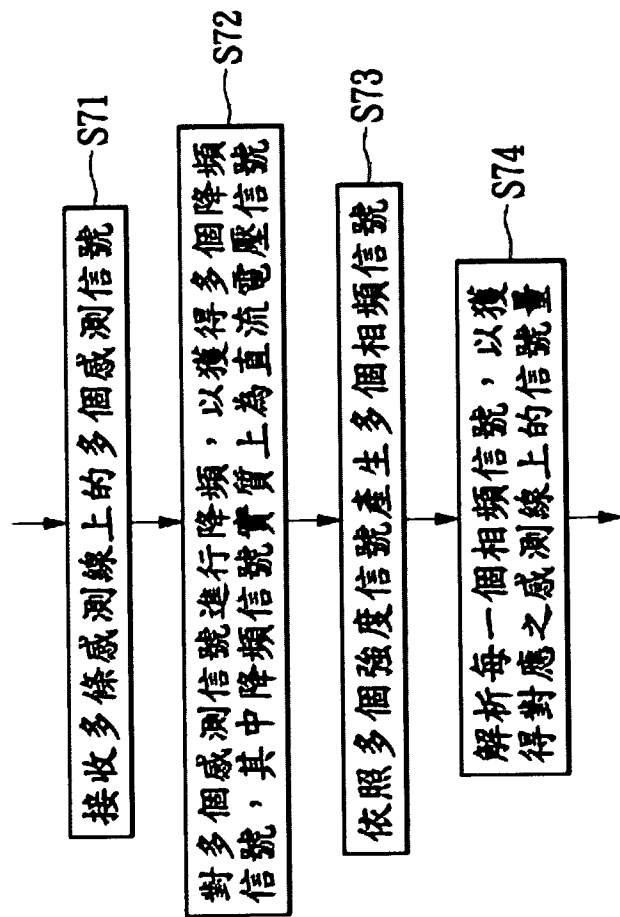 接收多條感測線上的多個感測信號
S71
對多個感測信號進行降頻，以獲得多個降頻
信號，其中降頻信號實質上為直流電壓信號
S72
依照多個強度信號產生多個相頻信號
S73
解析每一個相頻信號，以獲
得對應之感測線上的信號量
S74